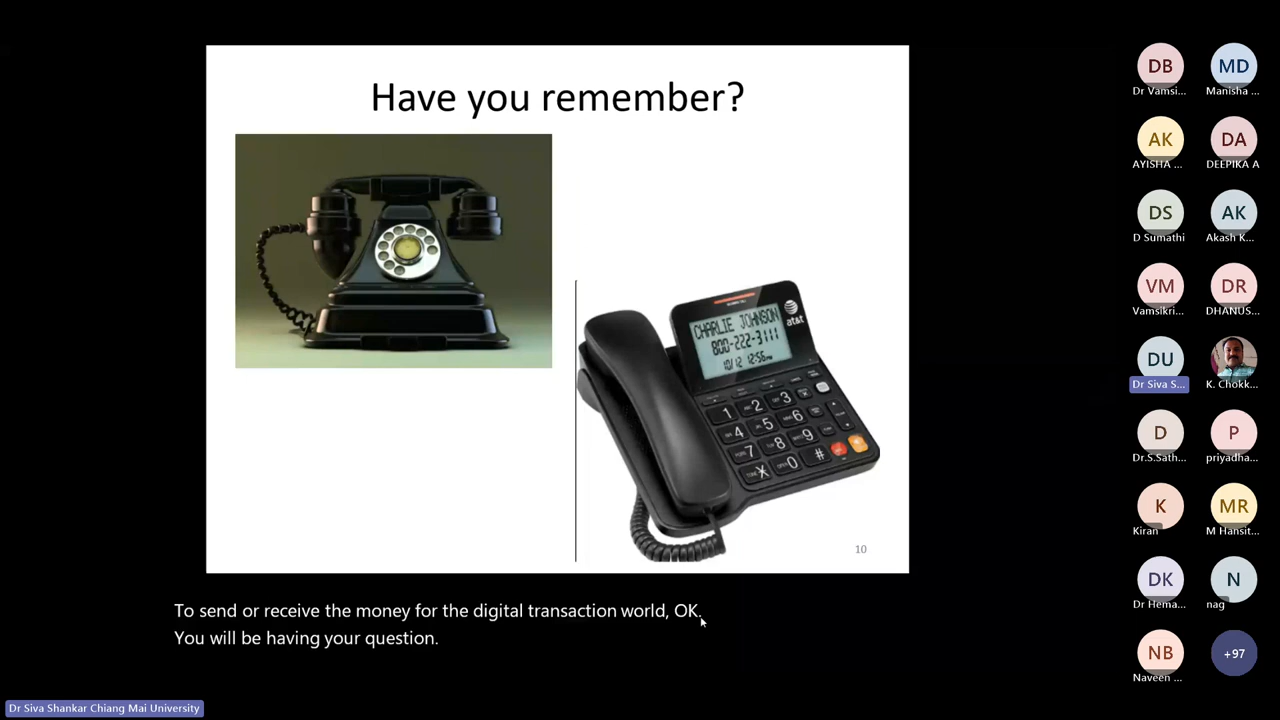 Have you remember?
at&t
CHARLIE JOHNSON
800-222-3111
10/12 12:56PM
1 2 3
4 5 6
7 8 9
0 #
10
To send or receive the money for the digital transaction world, OK.
You will be having your question.
Dr Siva Shankar Chiang Mai University
DB MD
Dr Vamsi... Manisha ...
AK DA
AYISHA ... DEEPIKA A
DS AK
D Sumathi Akash K...
VM DR
Vamsikri... DHANUS...
DU
Dr Siva S... K. Chokk...
D P
Dr.S.Sath... priyadha...
K MR
Kiran M Hansit...
DK N
Dr Hema... nag
NB +97
Naveen ...